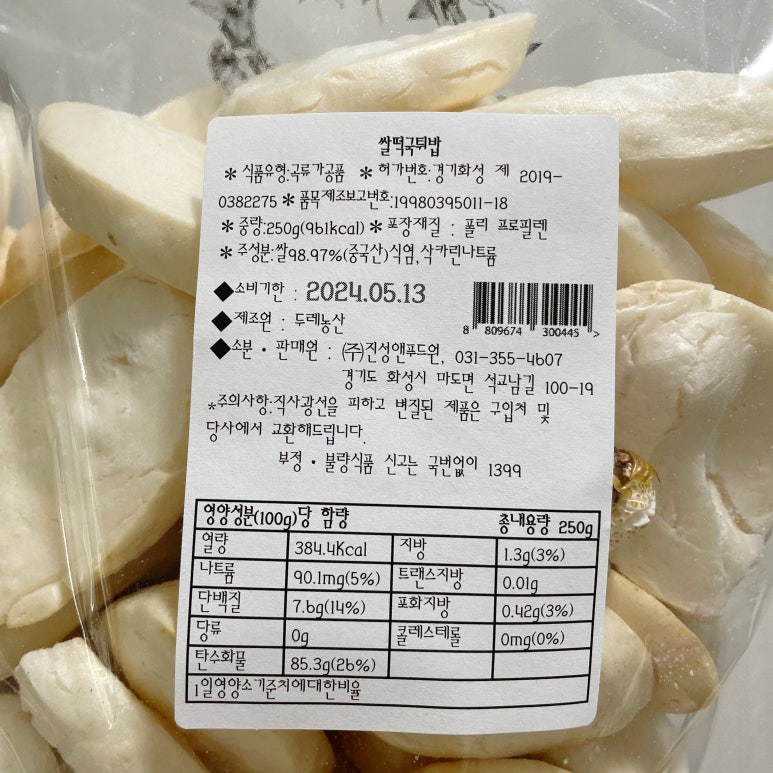 쌀떡국튀밥
* 식품유형:곡류가공품 * 허가번호:경기화성 제 2019-
0382275 * 품목제조보고번호:19980395011-18
* 중량:250g(961kcal) * 포장재질 : 폴리 프로필렌
* 주성분:쌀98.97%(중국산)식염,삭카린나트륨
◆소비기한 : 2024.05.13
◆제조원 : 두레농산
8 809674 300445 >
◆소분 · 판매원 : (주)진성앤푸드원, 031-355-4607
경기도 화성시 마도면 석교남길 100-19
*주의사항:직사광선을 피하고 변질된 제품은 구입처 및
당사에서 교환해드립니다.
부정 · 불량식품 신고는 국번없이 1399
영양성분(100g)당 함량 총내용량 250g
열량 384.4Kcal 지방 1.3g(3%)
나트륨 90.1mg(5%) 트랜스지방 0.01g
단백질 7.6g(14%) 포화지방 0.42g(3%)
당류 0g 콜레스테롤 0mg(0%)
탄수화물 85.3g(26%)
1일영양소기준치에대한비율